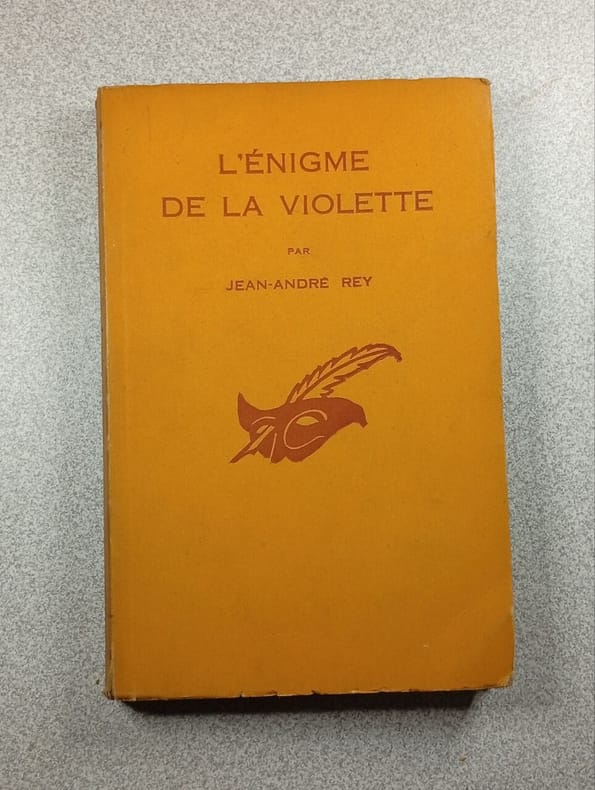 L'ÉNIGME
DE LA VIOLETTE
PAR
JEAN-ANDRÉ REY